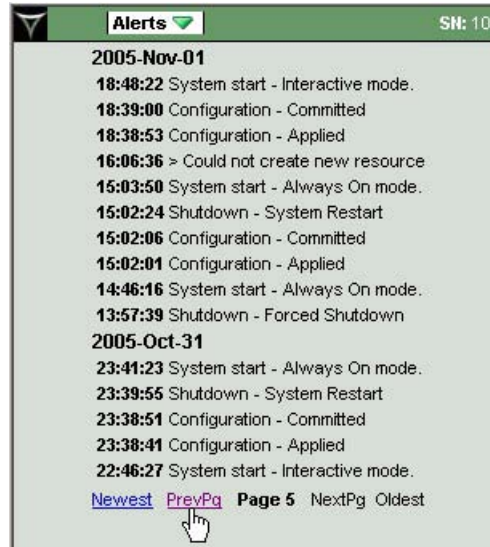 Alerts SN: 10
2005-Nov-01
18:48:22 System start - Interactive mode.
18:39:00 Configuration - Committed
18:38:53 Configuration - Applied
16:06:36 > Could not create new resource
15:03:50 System start - Always On mode.
15:02:24 Shutdown - System Restart
15:02:06 Configuration - Committed
15:02:01 Configuration - Applied
14:46:16 System start - Always On mode.
13:57:39 Shutdown - Forced Shutdown
2005-Oct-31
23:41:23 System start - Always On mode.
23:39:55 Shutdown - System Restart
23:38:51 Configuration - Committed
23:38:41 Configuration - Applied
22:46:27 System start - Interactive mode.
Newest PrevPg Page 5 NextPg Oldest